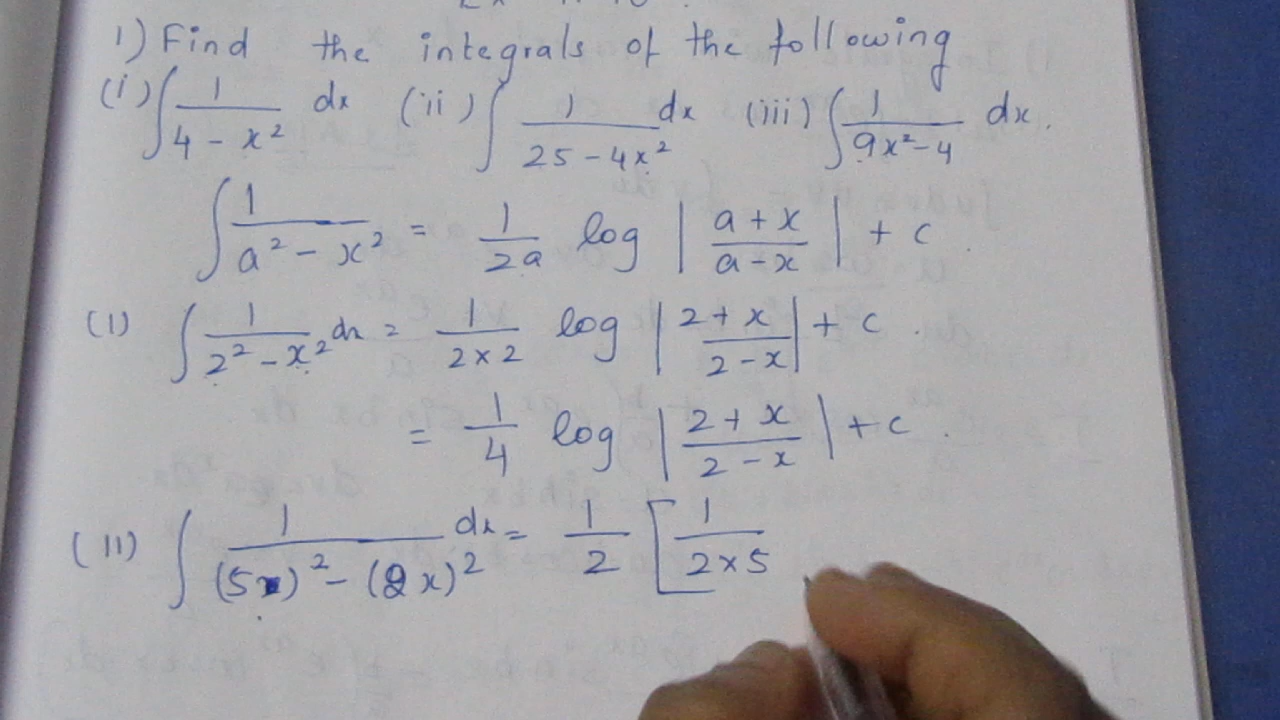 1) Find the integrals of the following
(i) ∫ 1/(4 - x²) dx (ii) ∫ 1/(25 - 4x²) dx (iii) ∫ 1/(9x² - 4) dx.
∫ 1/(a² - x²) = 1/2a log |(a + x)/(a - x)| + c.
(1) ∫ 1/(2² - x²) dx = 1/(2 × 2) log |(2 + x)/(2 - x)| + c.
= 1/4 log |(2 + x)/(2 - x)| + c.
(11) ∫ 1/((5)² - (2x)²) dx = 1/2 [ 1/(2 × 5)